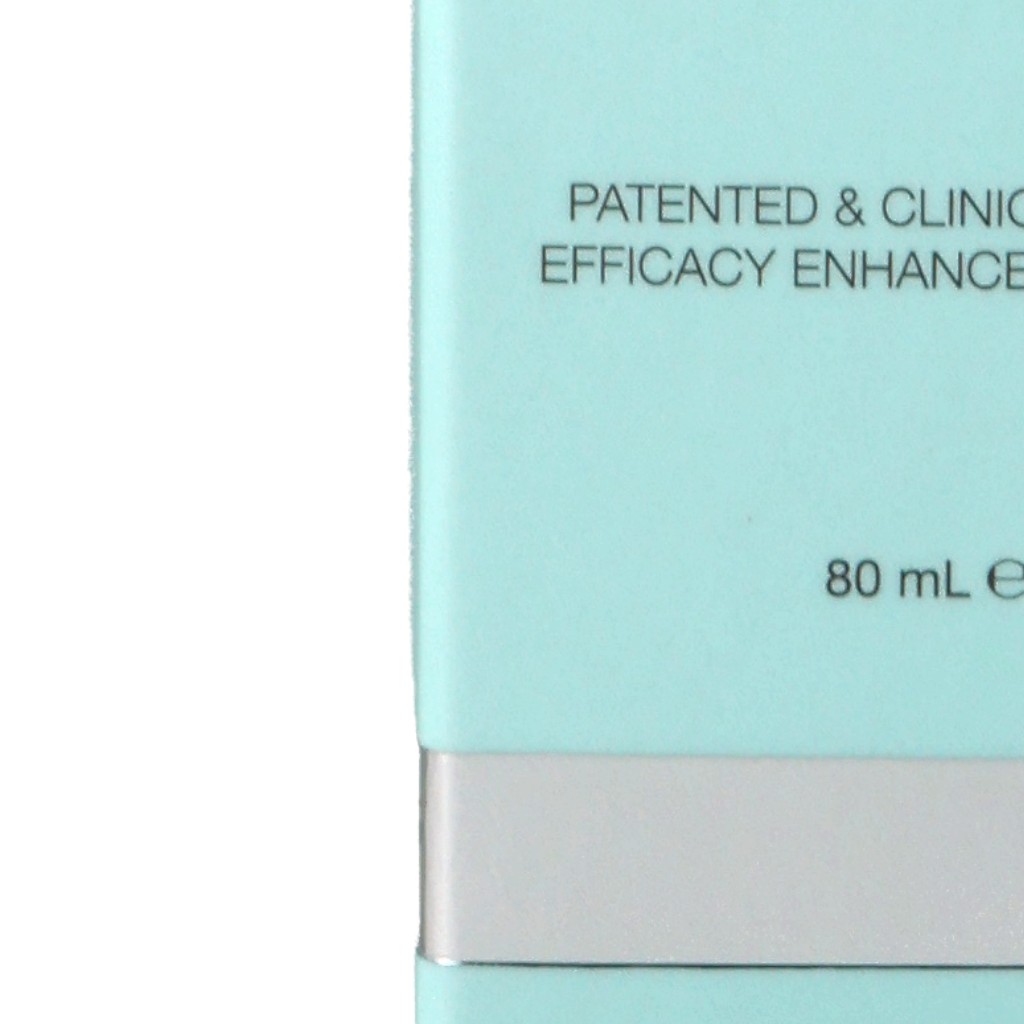 PATENTED & CLINIC
EFFICACY ENHANCE
80 mL ℮